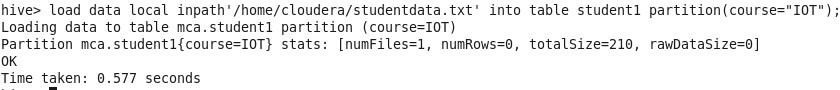 hive> load data local inpath'/home/cloudera/studentdata.txt' into table student1 partition(course="IOT");
Loading data to table mca.student1 partition (course=IOT)
Partition mca.student1{course=IOT} stats: [numFiles=1, numRows=0, totalSize=210, rawDataSize=0]
OK
Time taken: 0.577 seconds